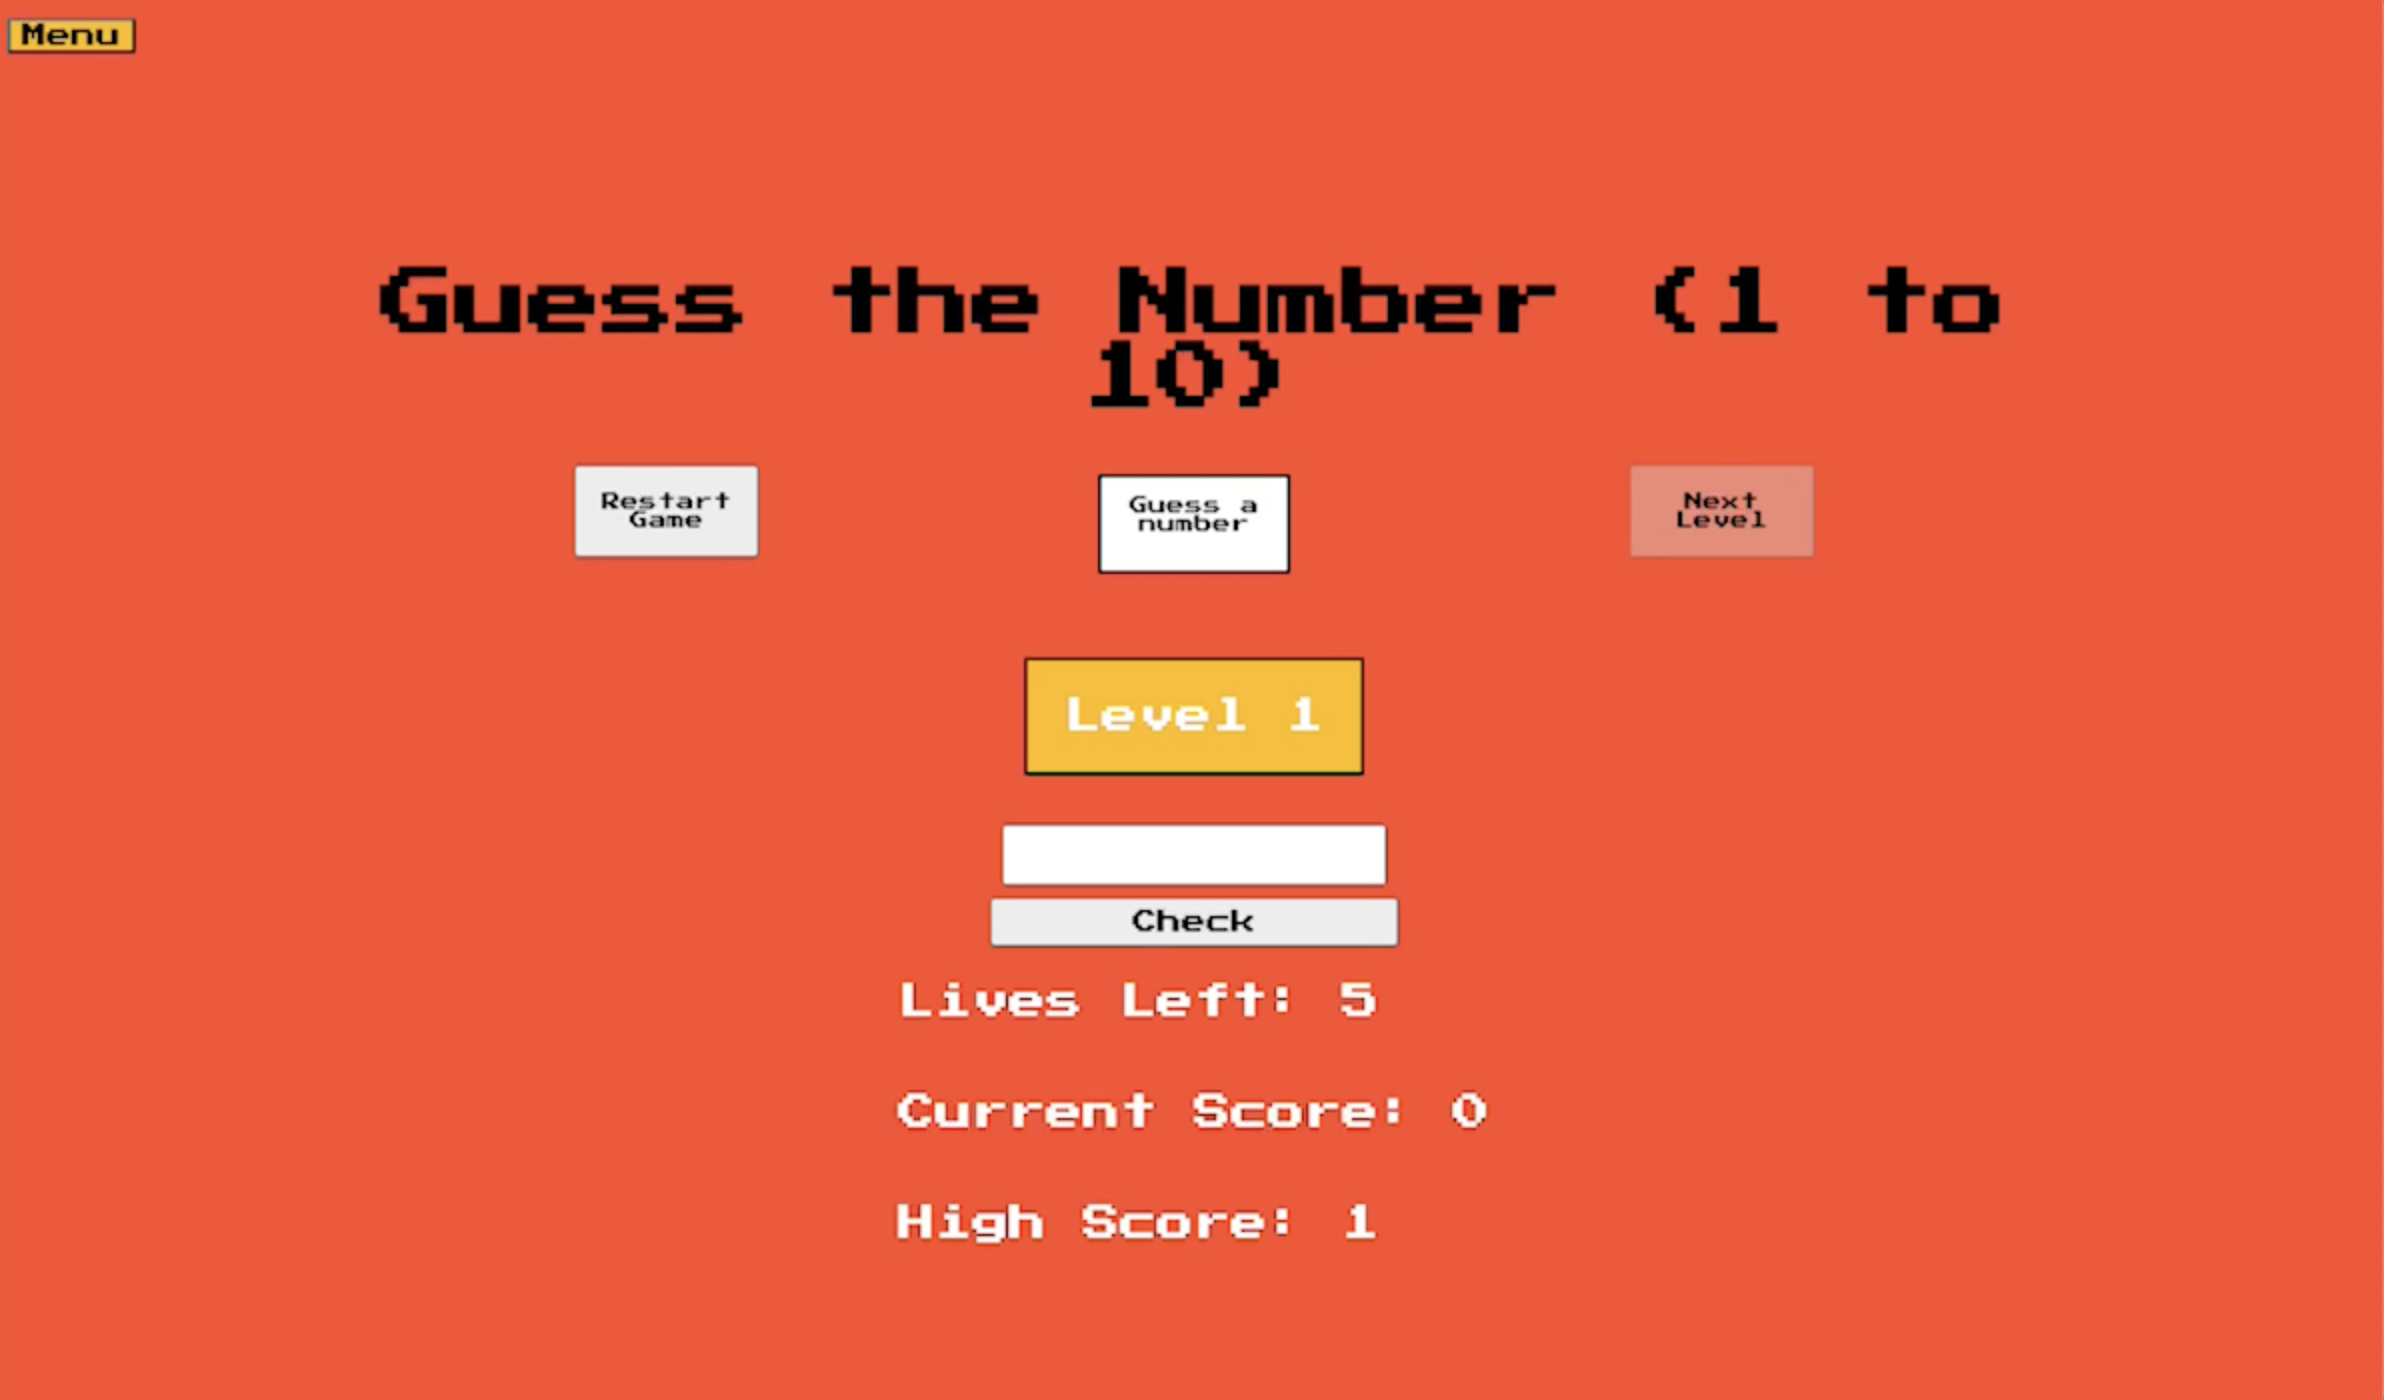 Menu
Guess the Number (1 to
10)
Restart
Game
Guess a
number
Next
Level
Level 1
Check
Lives Left: 5
Current Score: 0
High Score: 1